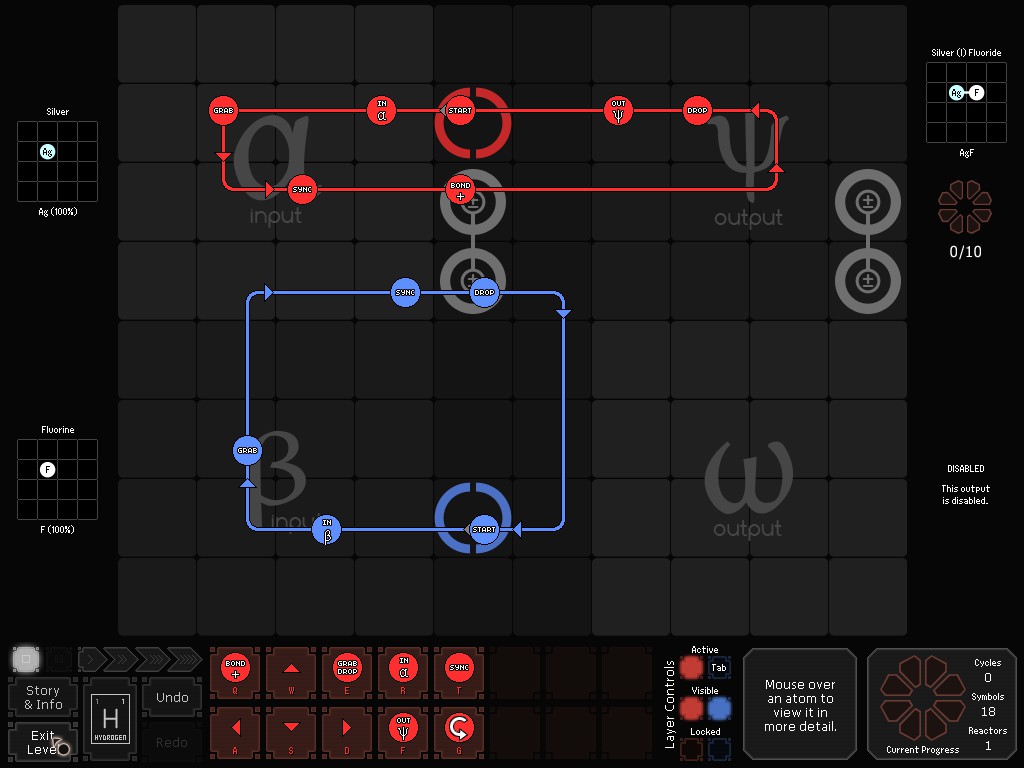 Silver
Ag
Ag (100%)
Fluorine
F
F (100%)
GRAB
IN
α
START
OUT
ψ
DROP
SYNC
BOND
+
α
input
ψ
output
SYNC
DROP
GRAB
IN
β
START
β
input
ω
output
Silver (I) Fluoride
Ag
F
AgF
0/10
DISABLED
This output
is disabled.
Story
& Info
Exit
Level
1
1
H
HYDROGEN
Undo
Redo
BOND
+
Q
W
GRAB
DROP
E
IN
α
R
SYNC
T
A
S
D
OUT
ψ
F
G
Layer Controls
Active
Tab
Visible
Locked
Mouse over
an atom to
view it in
more detail.
Cycles
0
Symbols
18
Reactors
1
Current Progress